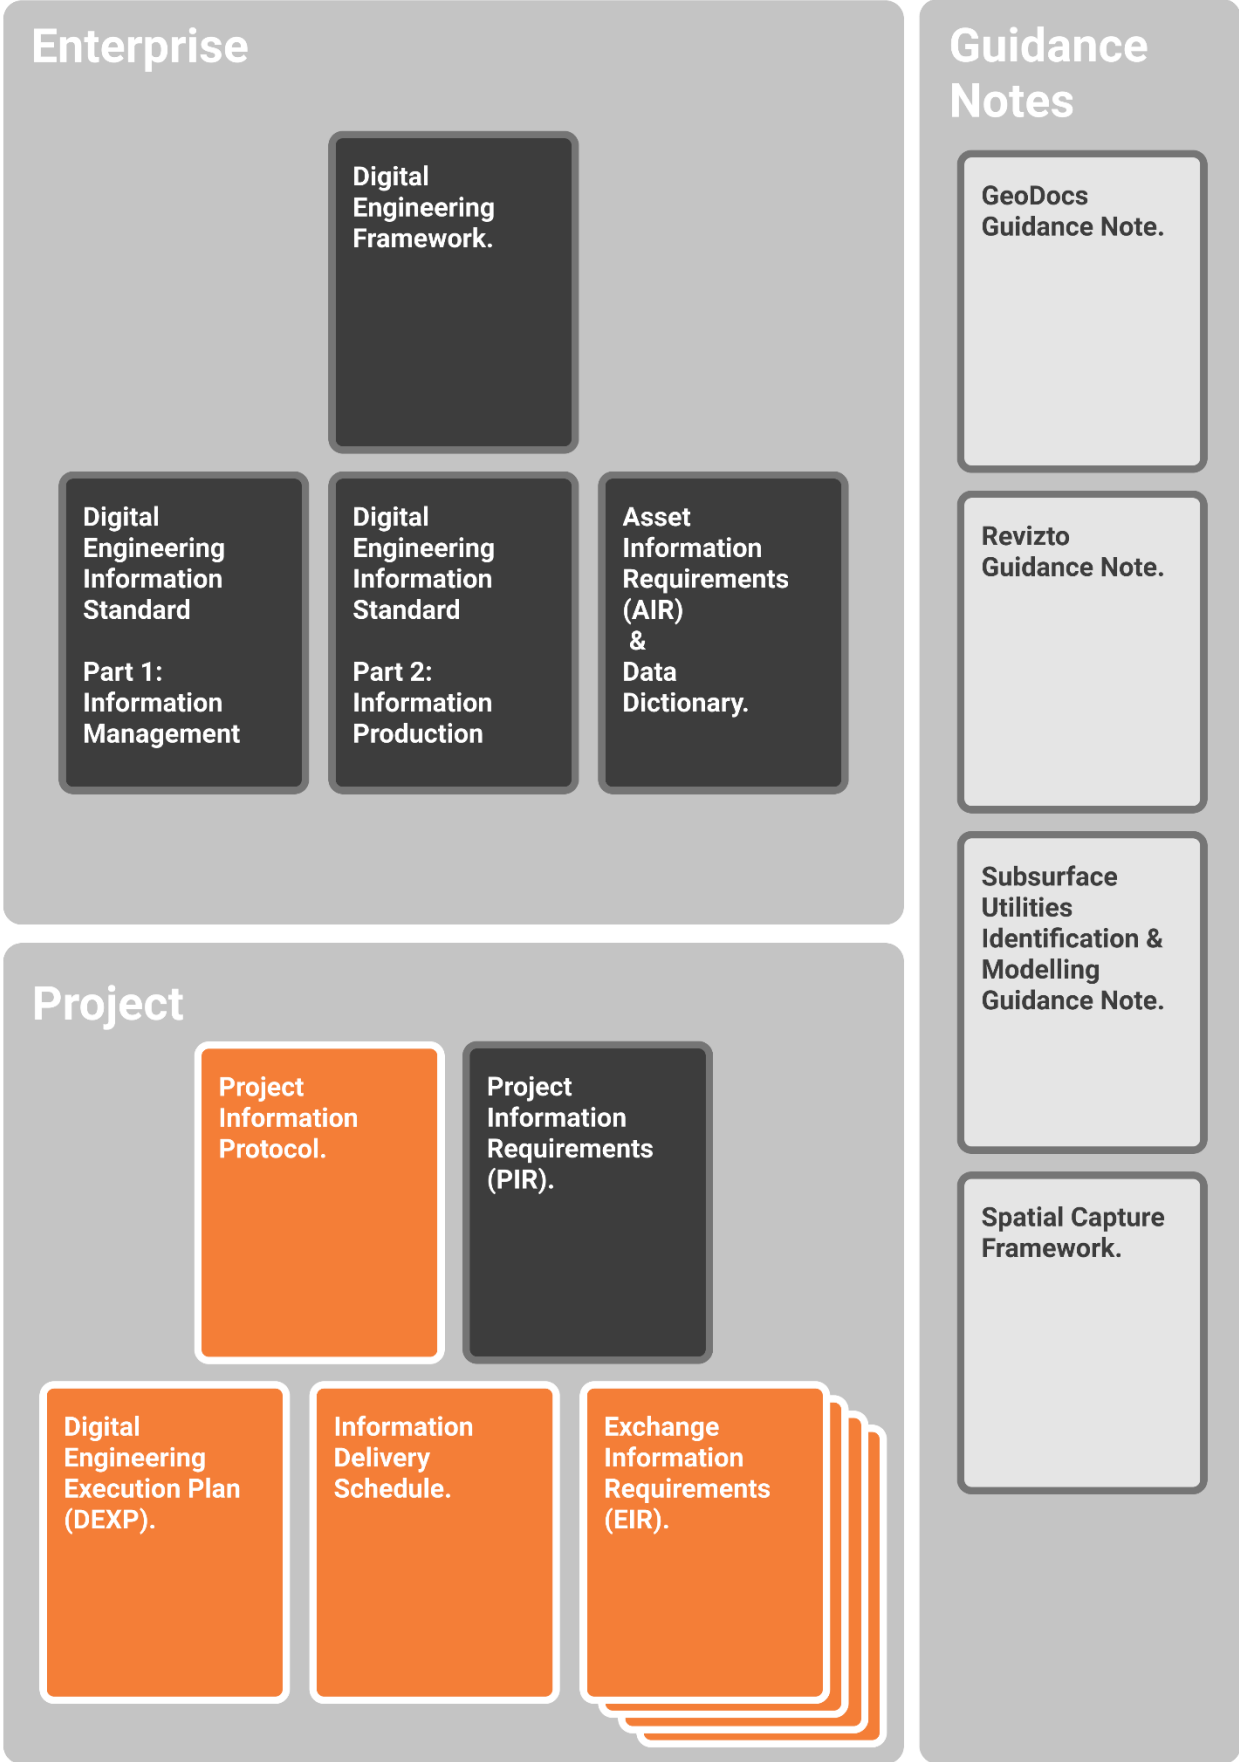 Enterprise
Digital
Engineering
Framework.
Digital
Engineering
Information
Standard
Part 1:
Information
Management
Digital
Engineering
Information
Standard
Part 2:
Information
Production
Asset
Information
Requirements
(AIR)
&
Data
Dictionary.
Project
Project
Information
Protocol.
Project
Information
Requirements
(PIR).
Digital
Engineering
Execution Plan
(DEXP).
Information
Delivery
Schedule.
Exchange
Information
Requirements
(EIR).
Guidance
Notes
GeoDocs
Guidance Note.
Revizto
Guidance Note.
Subsurface
Utilities
Identification &
Modelling
Guidance Note.
Spatial Capture
Framework.